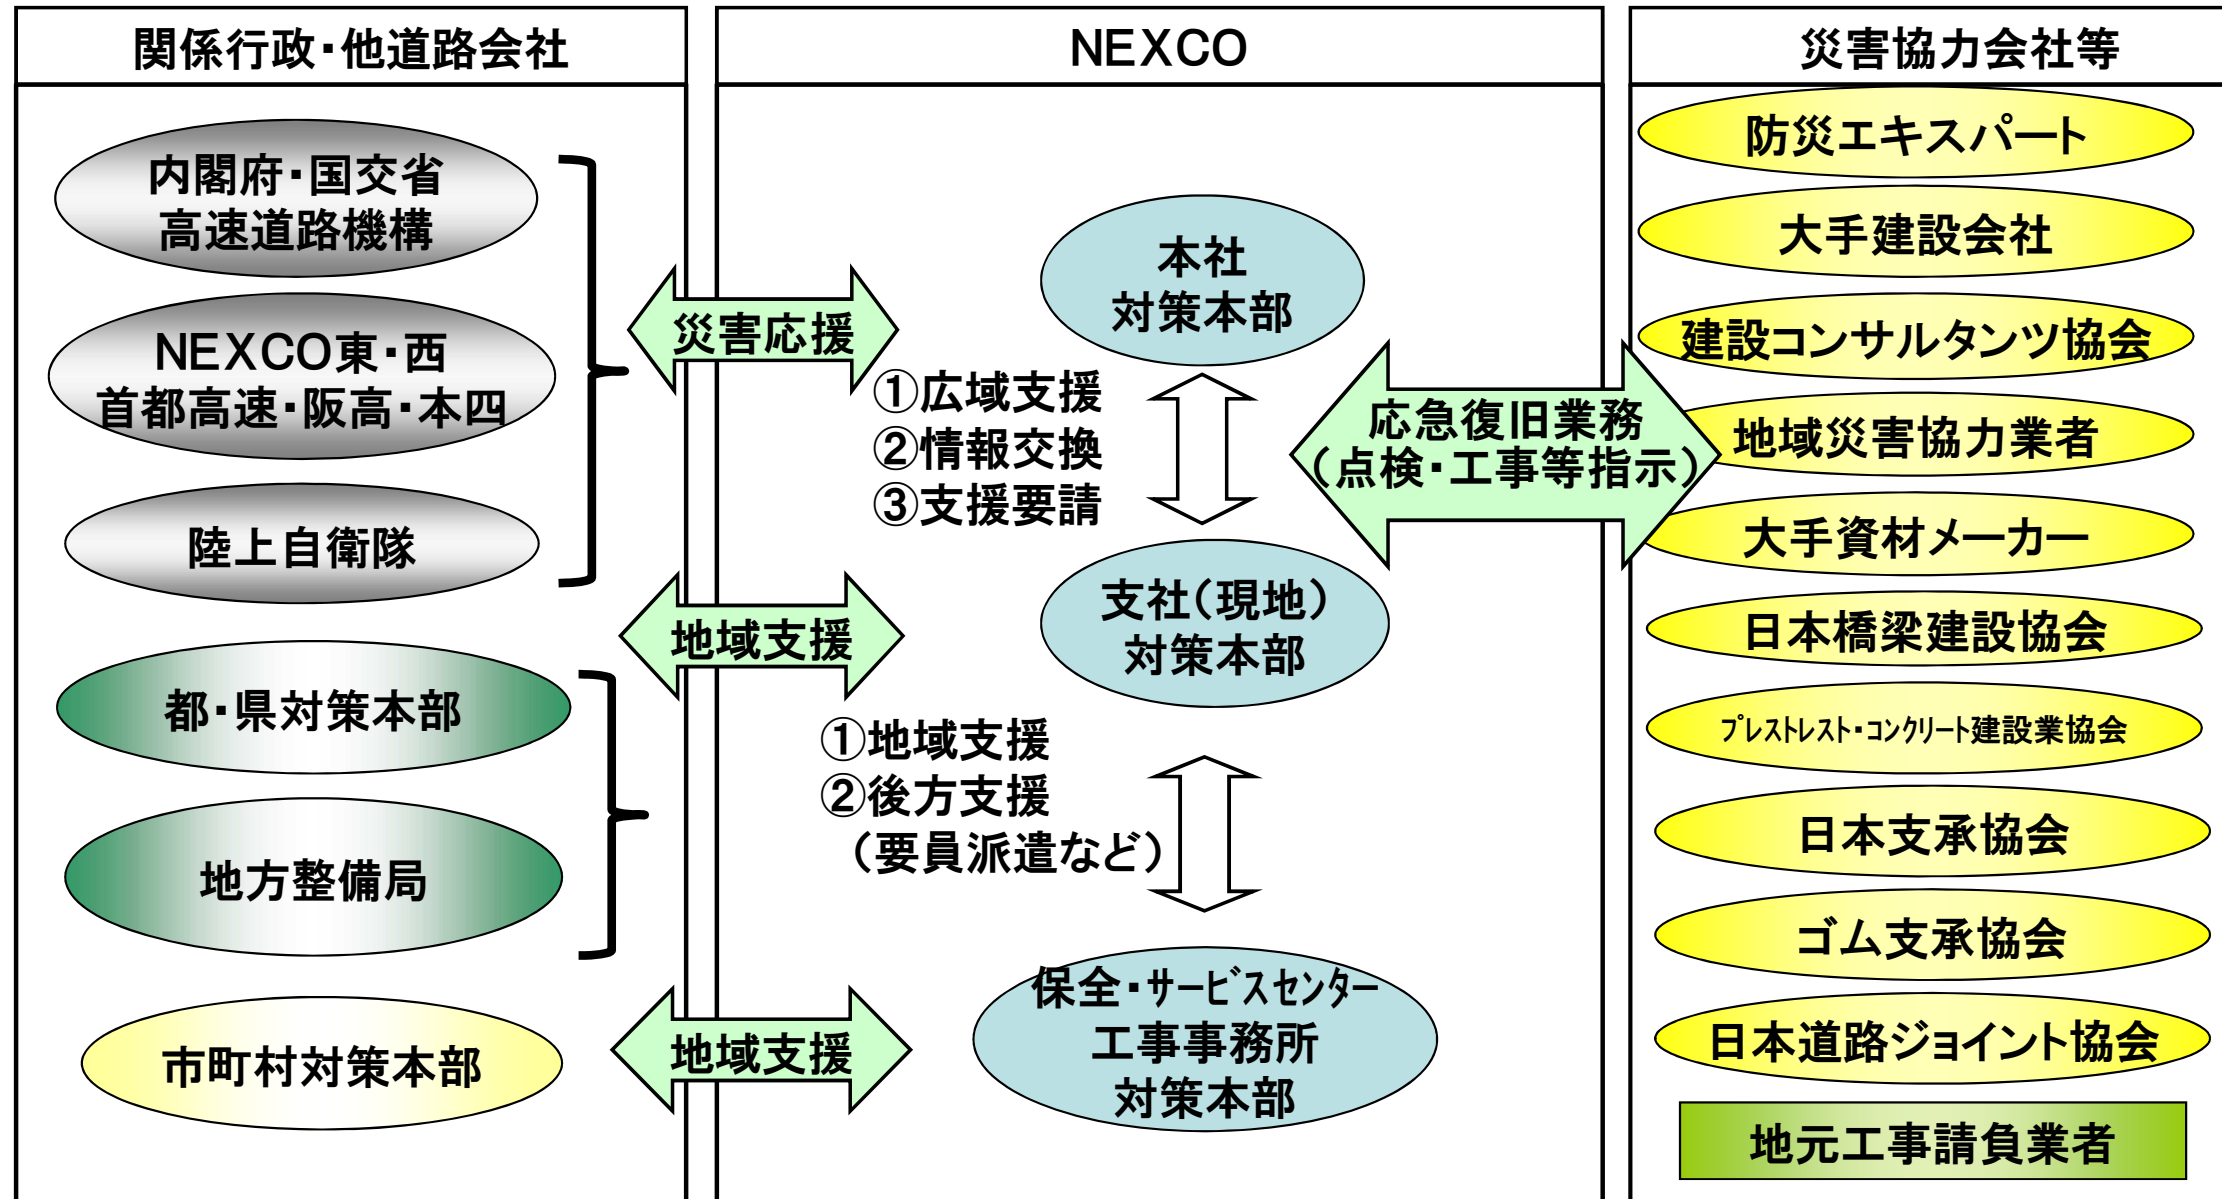 関係行政・他道路会社
内閣府・国交省
高速道路機構
NEXCO東・西
首都高速・阪高・本四
陸上自衛隊
都・県対策本部
地方整備局
市町村対策本部
災害応援
地域支援
地域支援
NEXCO
本社
対策本部
①広域支援
②情報交換
③支援要請
支社（現地）
対策本部
①地域支援
②後方支援
（要員派遣など）
保全・ｻｰﾋﾞｽｾﾝﾀｰ
工事事務所
対策本部
応急復旧業務
（点検・工事等指示）
災害協力会社等
防災エキスパート
大手建設会社
建設コンサルタンツ協会
地域災害協力業者
大手資材メーカー
日本橋梁建設協会
ﾌﾟﾚｽﾄﾚｽﾄ・ｺﾝｸﾘｰﾄ建設業協会
日本支承協会
ゴム支承協会
日本道路ジョイント協会
地元工事請負業者